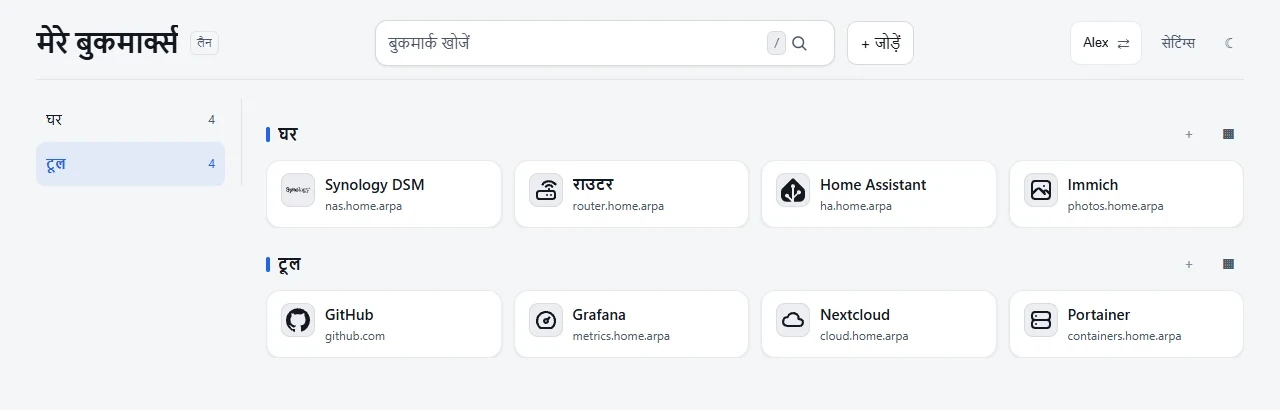 मेरे बुकमार्क्स लैन
बुकमार्क खोजें /
+ जोड़ें
Alex ⇄
सेटिंग्स
घर 4
टूल 4
घर
+
Synology DSM
nas.home.arpa
राउटर
router.home.arpa
Home Assistant
ha.home.arpa
Immich
photos.home.arpa
टूल
+
GitHub
github.com
Grafana
metrics.home.arpa
Nextcloud
cloud.home.arpa
Portainer
containers.home.arpa